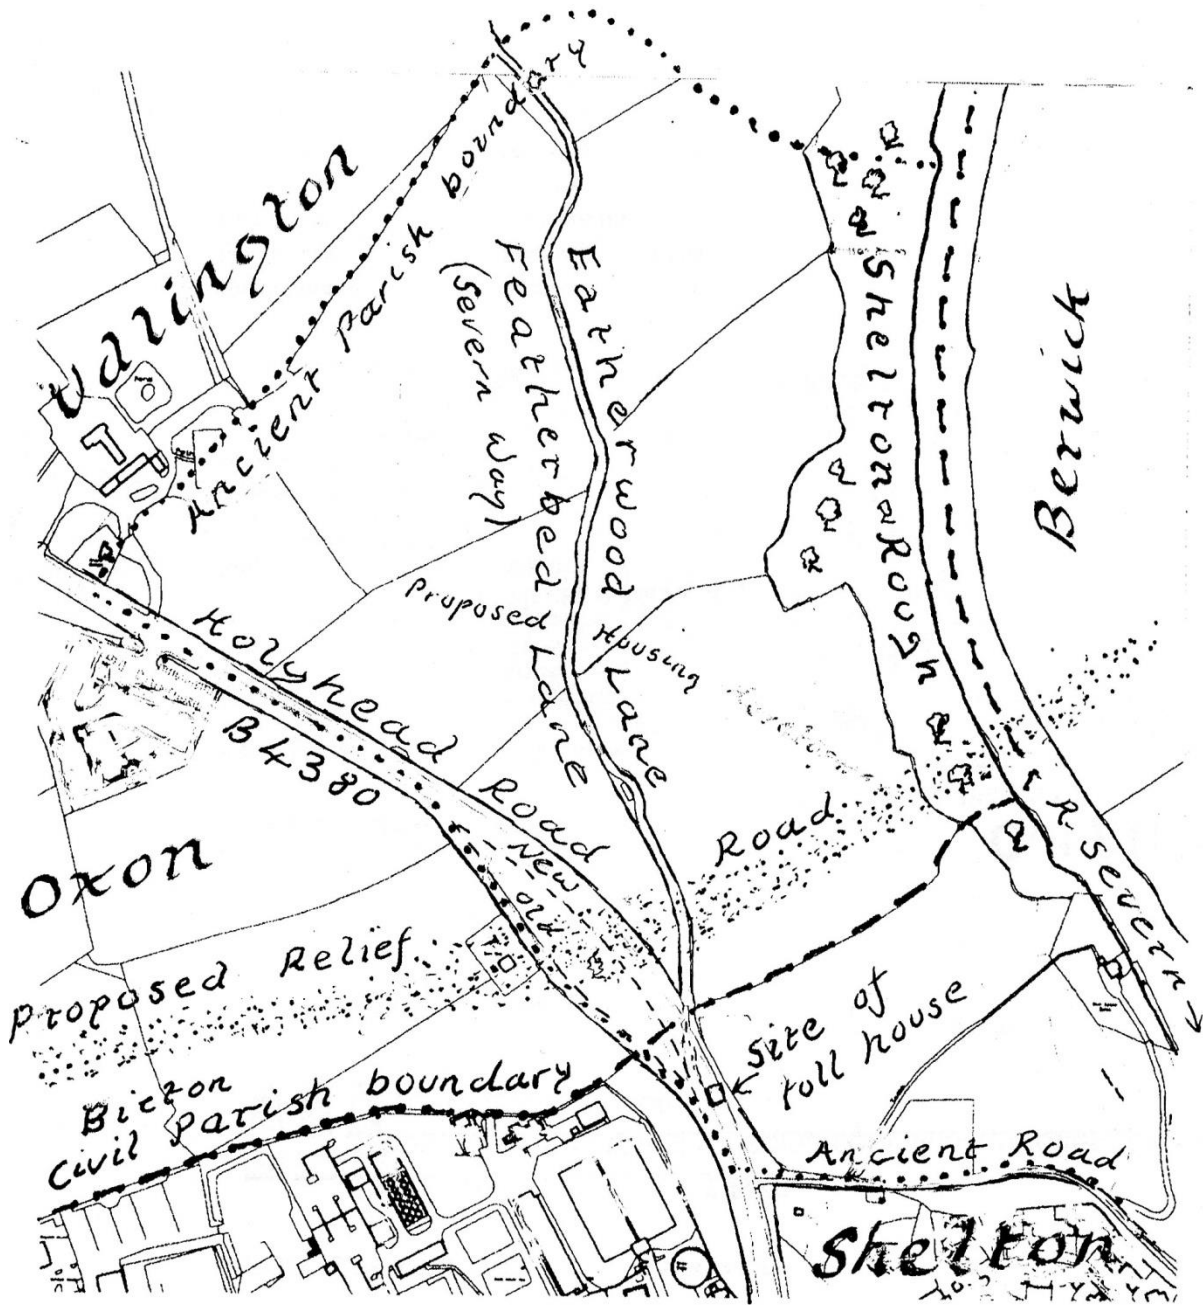 Udlington
Ancient Parish boundary
Eatherwood Lane
Featherbed Lane
(Severn Way)
Shelton Rough
Berwick
Proposed Housing
Holyhead Road
B4380
New
Old
Oxon
Proposed Relief Road
R Severn
Site of
toll house
Bicton
Civil Parish boundary
Ancient Road
Shelton